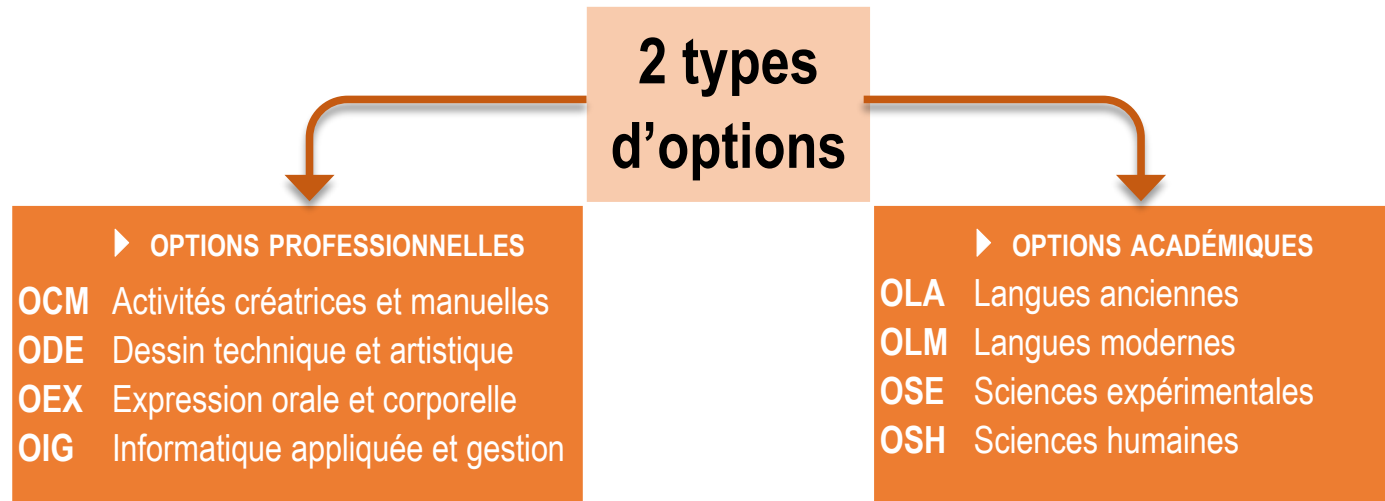 2 types
d’options
OPTIONS PROFESSIONNELLES
OCM Activités créatrices et manuelles
ODE Dessin technique et artistique
OEX Expression orale et corporelle
OIG Informatique appliquée et gestion
OPTIONS ACADÉMIQUES
OLA Langues anciennes
OLM Langues modernes
OSE Sciences expérimentales
OSH Sciences humaines